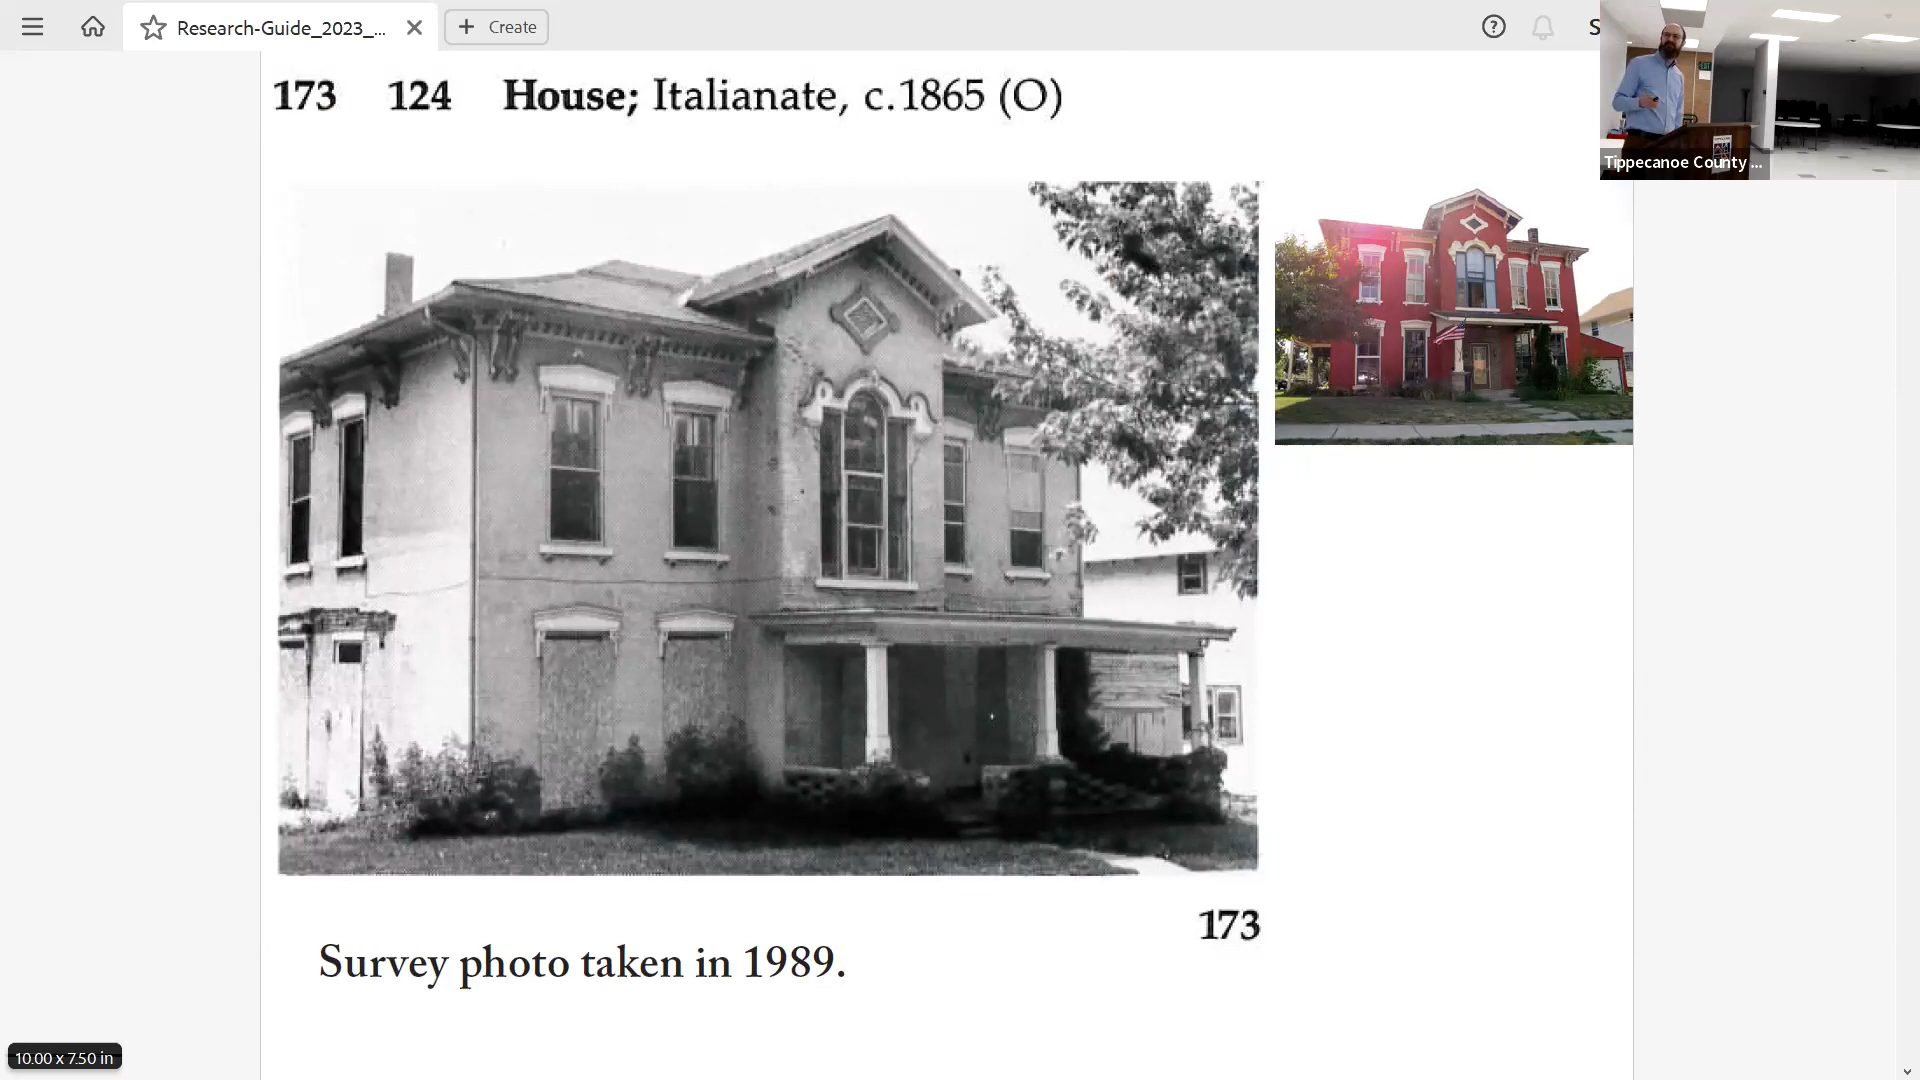 Research-Guide_2023_...
Create
S
Tippecanoe County ...
173 124 House; Italianate, c.1865 (O)
173
Survey photo taken in 1989.
10.00 x 7.50 in